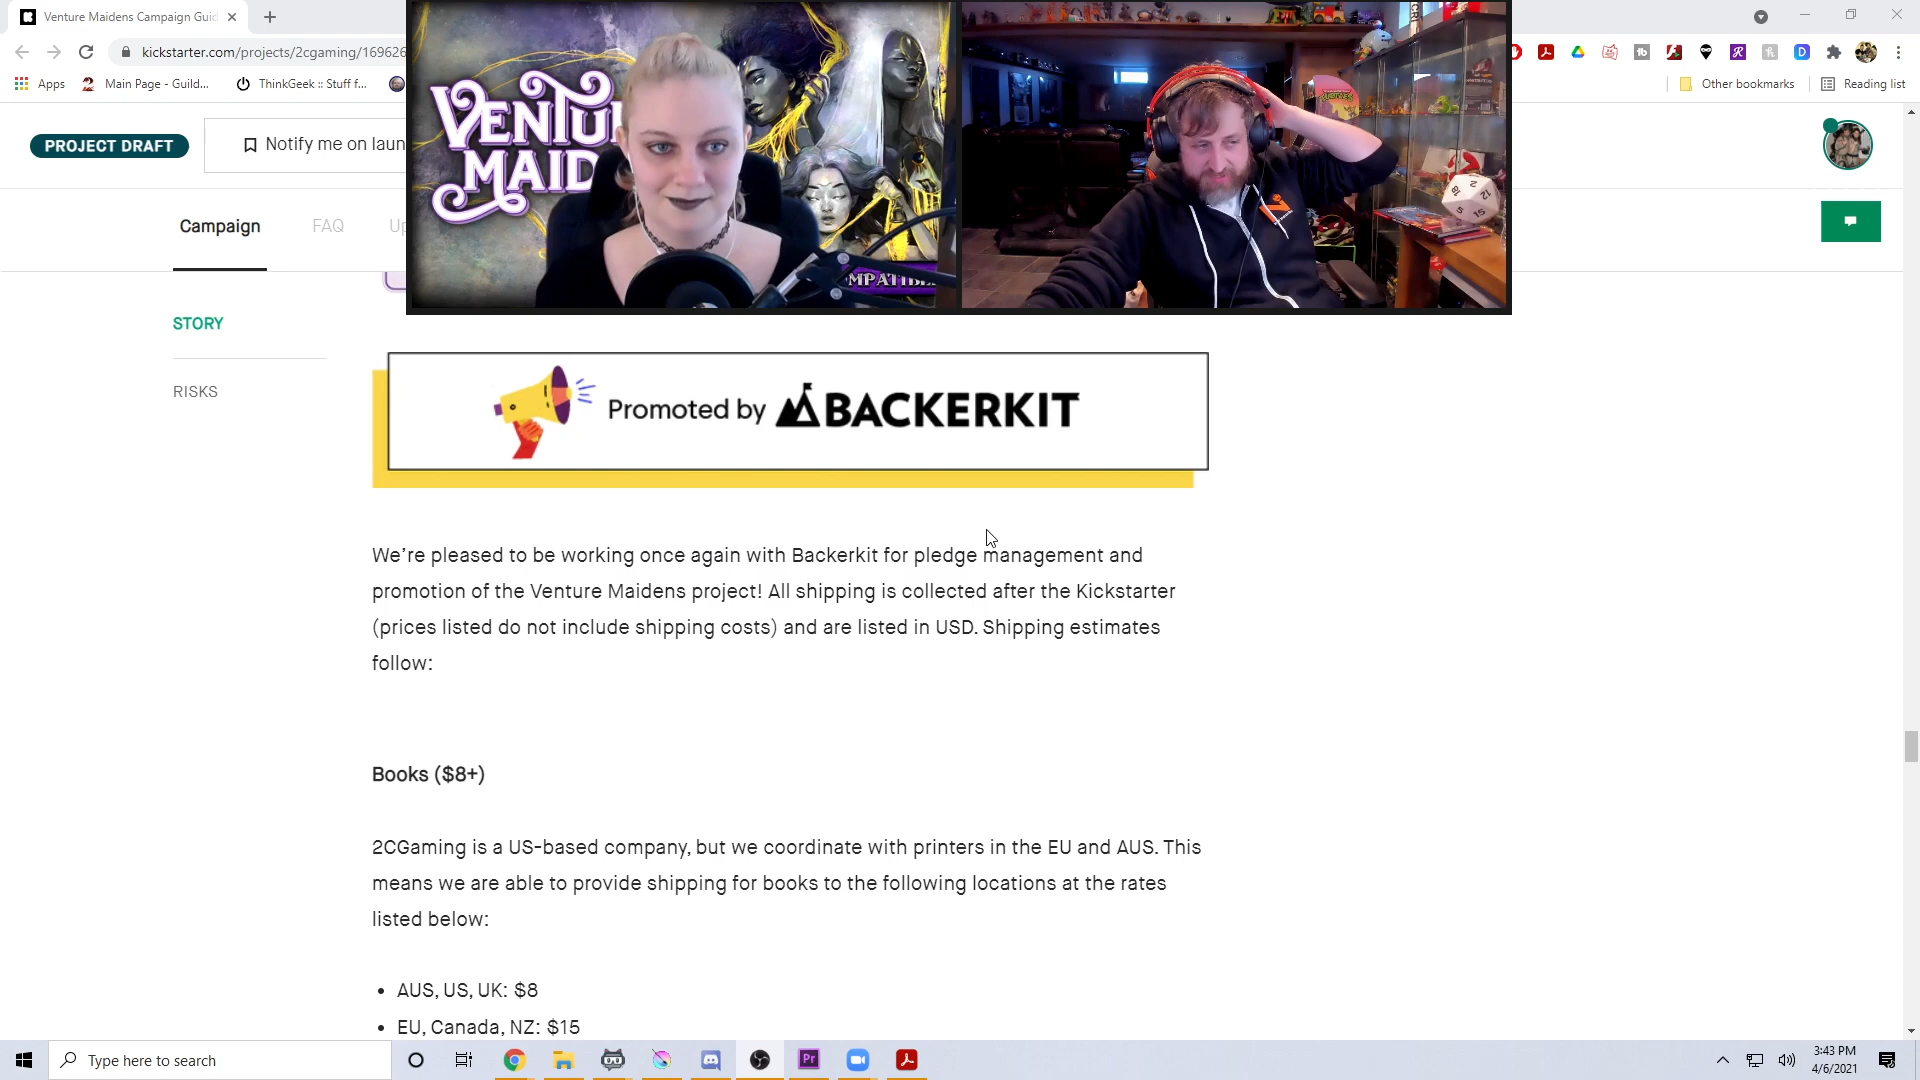 Venture Maidens Campaign Guid
kickstarter.com/projects/2cgaming/169626
Apps
Main Page - Guild...
ThinkGeek :: Stuff f...
Other bookmarks
Reading list
PROJECT DRAFT
Notify me on laun
Campaign
FAQ
Up
VENTU
MAID
MPATIBL
STORY
RISKS
Promoted by BACKERKIT
We're pleased to be working once again with Backerkit for pledge management and
promotion of the Venture Maidens project! All shipping is collected after the Kickstarter
(prices listed do not include shipping costs) and are listed in USD. Shipping estimates
follow:
Books ($8+)
2CGaming is a US-based company, but we coordinate with printers in the EU and AUS. This
means we are able to provide shipping for books to the following locations at the rates
listed below:
• AUS, US, UK: $8
• EU, Canada, NZ: $15
Type here to search
Pr
3:43 PM
4/6/2021